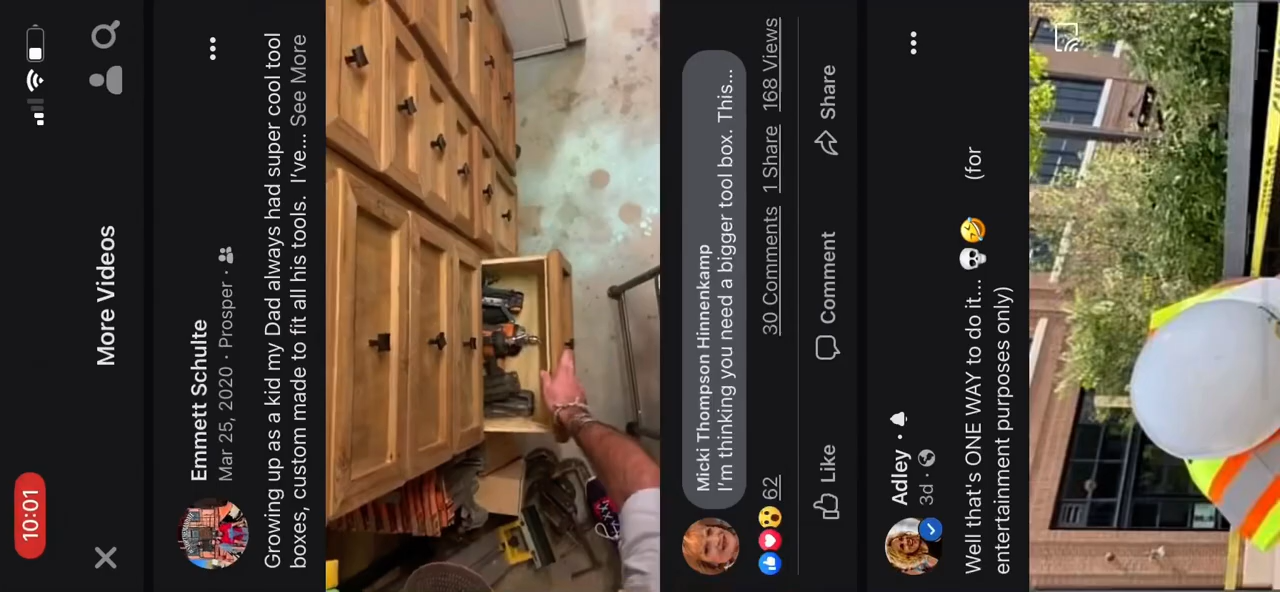 10:01
More Videos
Emmett Schulte
Mar 25, 2020 · Prosper ·
Growing up as a kid my Dad always had super cool tool
boxes, custom made to fit all his tools. I've... See More
Micki Thompson Hinnenkamp
I'm thinking you need a bigger tool box. This...
62
30 Comments 1 Share 168 Views
Like Comment Share
Adley ·
3d ·
Well that's ONE WAY to do it... 💀🤣 (for
entertainment purposes only)